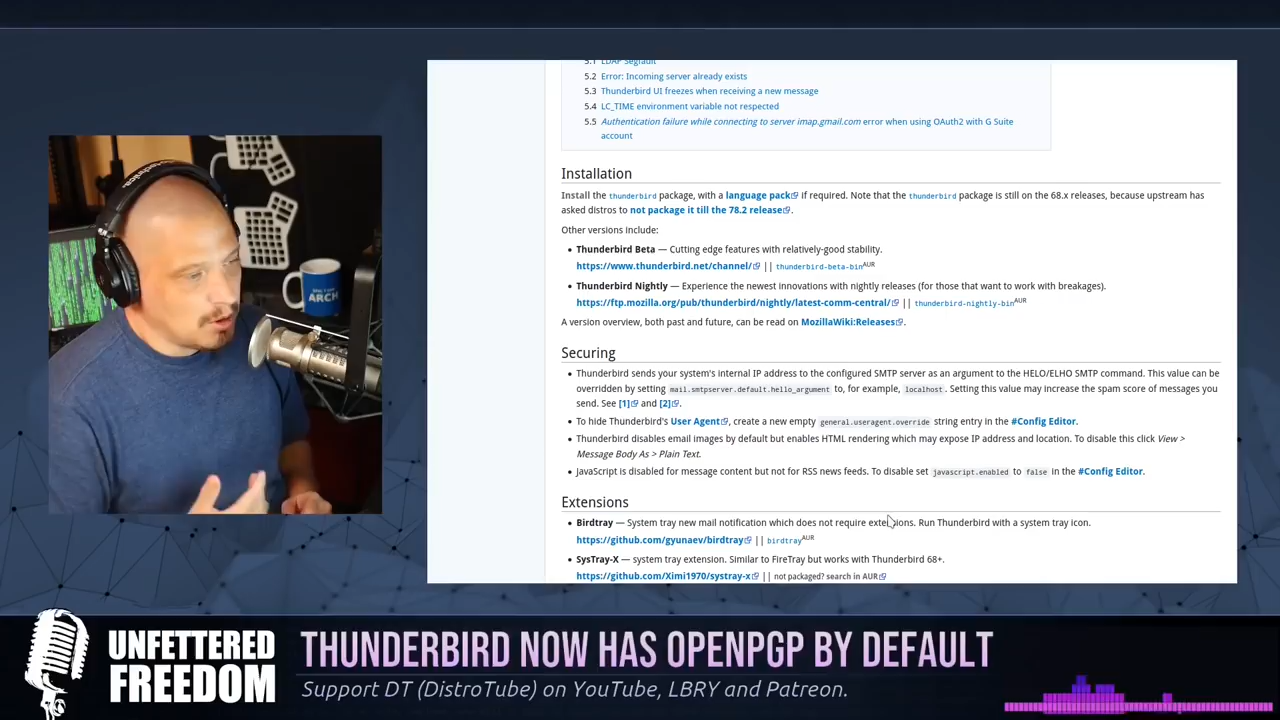 5.1 LDAP Segfault
5.2 Error: Incoming server already exists
5.3 Thunderbird UI freezes when receiving a new message
5.4 LC_TIME environment variable not respected
5.5 Authentication failure while connecting to server imap.gmail.com error when using OAuth2 with G Suite
account
Installation
Install the thunderbird package, with a language pack if required. Note that the thunderbird package is still on the 68.x releases, because upstream has
asked distros to not package it till the 78.2 release.
Other versions include:
• Thunderbird Beta — Cutting edge features with relatively-good stability.
https://www.thunderbird.net/channel/ || thunderbird-beta-binAUR
• Thunderbird Nightly — Experience the newest innovations with nightly releases (for those that want to work with breakages).
https://ftp.mozilla.org/pub/thunderbird/nightly/latest-comm-central/ || thunderbird-nightly-binAUR
A version overview, both past and future, can be read on MozillaWiki:Releases.
Securing
• Thunderbird sends your system's internal IP address to the configured SMTP server as an argument to the HELO/ELHO SMTP command. This value can be
overridden by setting mail.smtpserver.default.hello_argument to, for example, localhost. Setting this value may increase the spam score of messages you
send. See [1] and [2].
• To hide Thunderbird's User Agent, create a new empty general.useragent.override string entry in the #Config Editor.
• Thunderbird disables email images by default but enables HTML rendering which may expose IP address and location. To disable this click View >
Message Body As > Plain Text.
• JavaScript is disabled for message content but not for RSS news feeds. To disable set javascript.enabled to false in the #Config Editor.
Extensions
• Birdtray — System tray new mail notification which does not require extensions. Run Thunderbird with a system tray icon.
https://github.com/gyunaev/birdtray || birdtrayAUR
• SysTray-X — system tray extension. Similar to FireTray but works with Thunderbird 68+.
https://github.com/Ximi1970/systray-x || not packaged? search in AUR
ARCH
UNFETTERED
FREEDOM
THUNDERBIRD NOW HAS OPENPGP BY DEFAULT
Support DT (DistroTube) on YouTube, LBRY and Patreon.